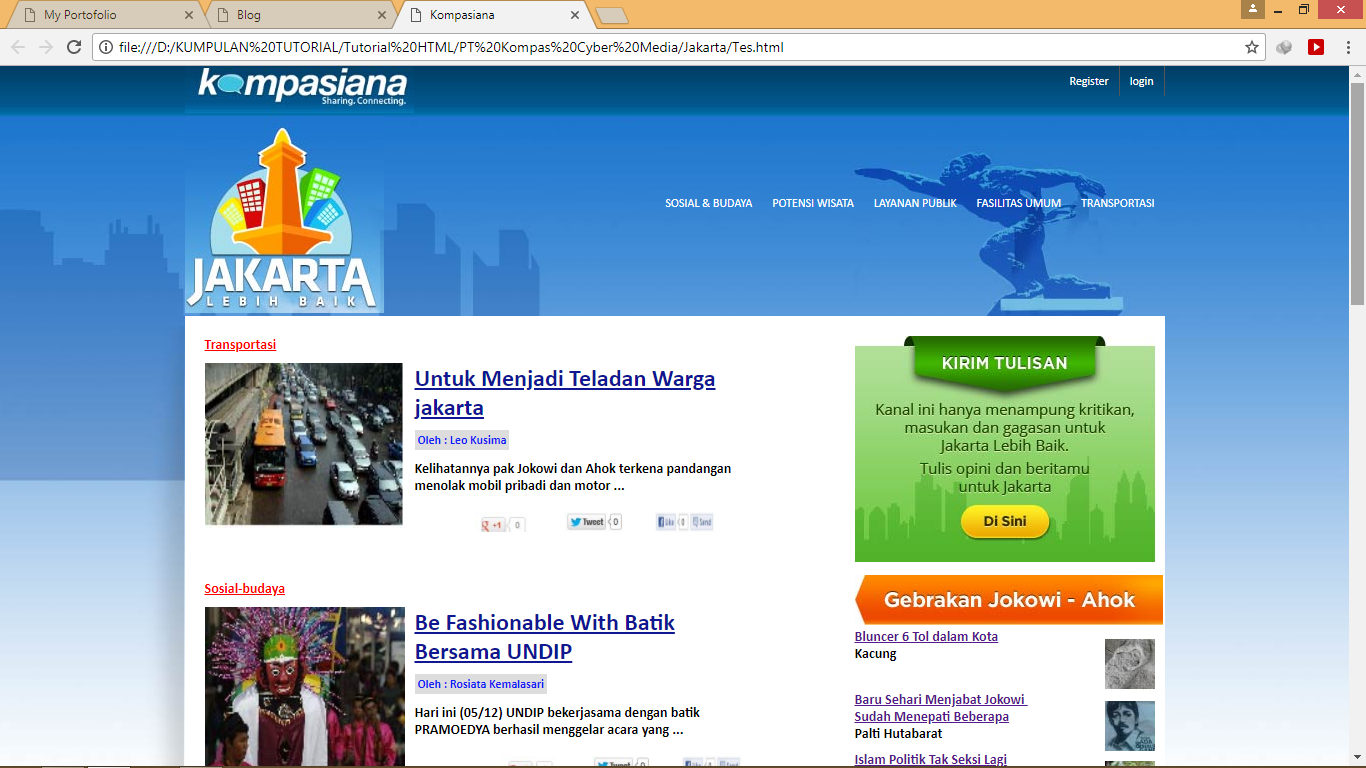 My Portofolio
Blog
Kompasiana
file:///D:/KUMPULAN%20TUTORIAL/Tutorial%20HTML/PT%20Kompas%20Cyber%20Media/Jakarta/Tes.html
kompasiana
Sharing. Connecting.
Register
login
JAKARTA
LEBIH BAIK
SOSIAL & BUDAYA
POTENSI WISATA
LAYANAN PUBLIK
FASILITAS UMUM
TRANSPORTASI
Transportasi
Untuk Menjadi Teladan Warga
jakarta
Oleh : Leo Kusima
Kelihatannya pak Jokowi dan Ahok terkena pandangan
menolak mobil pribadi dan motor ...
+1 0
Tweet 0
Like 0 Send
Sosial-budaya
Be Fashionable With Batik
Bersama UNDIP
Oleh : Rosiata Kemalasari
Hari ini (05/12) UNDIP bekerjasama dengan batik
PRAMOEDYA berhasil menggelar acara yang ...
Tweet 0
KIRIM TULISAN
Kanal ini hanya menampung kritikan,
masukan dan gagasan untuk
Jakarta Lebih Baik.
Tulis opini dan beritamu
untuk Jakarta
Di Sini
Gebrakan Jokowi - Ahok
Bluncer 6 Tol dalam Kota
Kacung
Baru Sehari Menjabat Jokowi
Sudah Menepati Beberapa
Palti Hutabarat
Islam Politik Tak Seksi Lagi